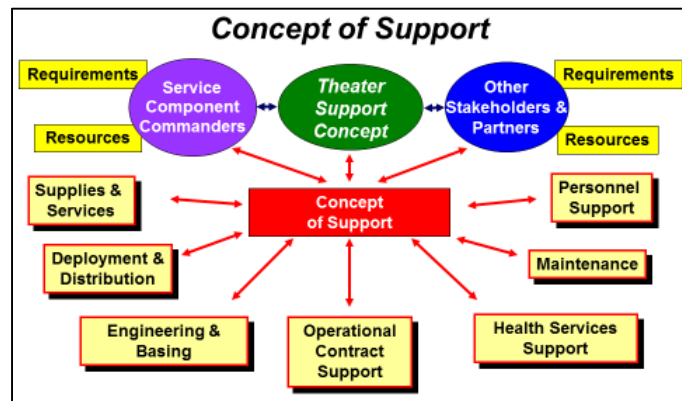 Concept of Support
Requirements
Resources
Service
Component
Commanders
Theater
Support
Concept
Other
Stakeholders &
Partners
Requirements
Resources
Supplies &
Services
Concept
of Support
Personnel
Support
Deployment &
Distribution
Maintenance
Engineering &
Basing
Operational
Contract
Support
Health Services
Support